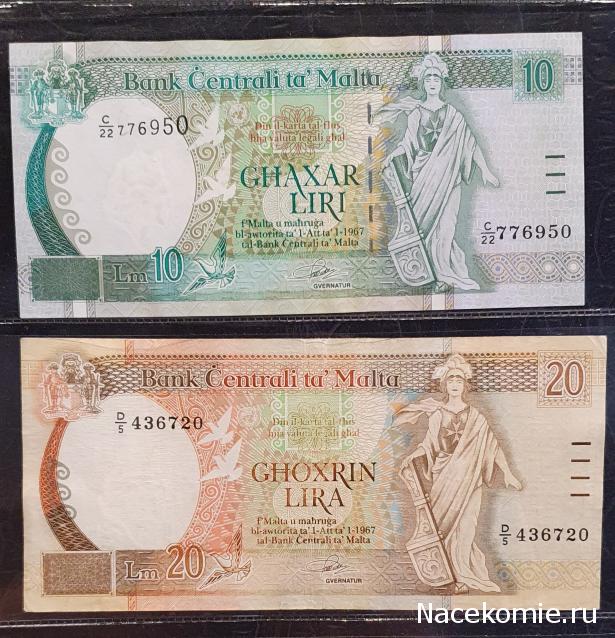 Bank Ċentrali ta' Malta
10
C/22 776950
Din il-karta tal-flus
hija valuta legali għal
GĦAXAR
LIRI
f'Malta u maħruġa
bl-awtorità ta' l-Att ta' l-1967
tal-Bank Ċentrali ta' Malta
C/22 776950
Lm 10
GVERNATUR
Bank Ċentrali ta' Malta
20
D/5 436720
Din il-karta tal-flus
hija valuta legali għal
GĦOXRIN
LIRA
f'Malta u maħruġa
bl-awtorità ta' l-Att ta' l-1967
tal-Bank Ċentrali ta' Malta
D/5 436720
Lm 20
GVERNATUR
Nacekomie.ru